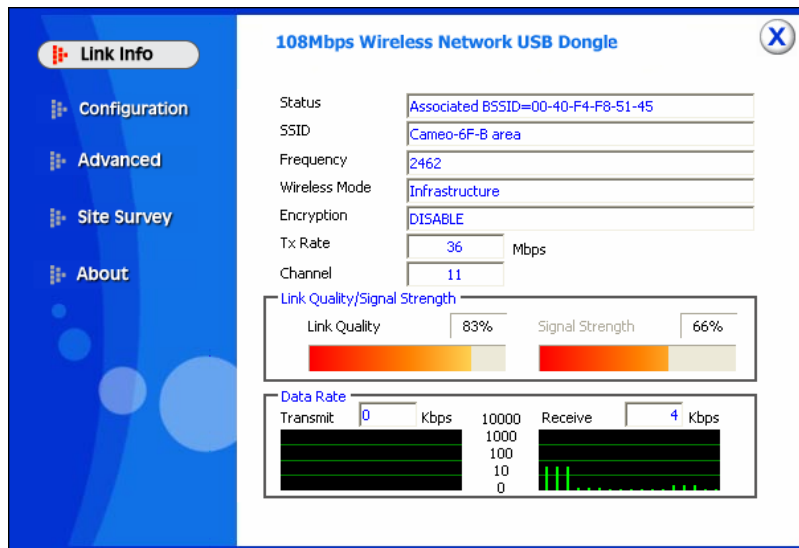 Link Info
Configuration
Advanced
Site Survey
About
108Mbps Wireless Network USB Dongle
X
Status Associated BSSID=00-40-F4-F8-51-45
SSID Cameo-6F-B area
Frequency 2462
Wireless Mode Infrastructure
Encryption DISABLE
Tx Rate 36 Mbps
Channel 11
Link Quality/Signal Strength
Link Quality 83% Signal Strength 66%
Data Rate
Transmit 0 Kbps 10000 Receive 4 Kbps
1000
100
10
0